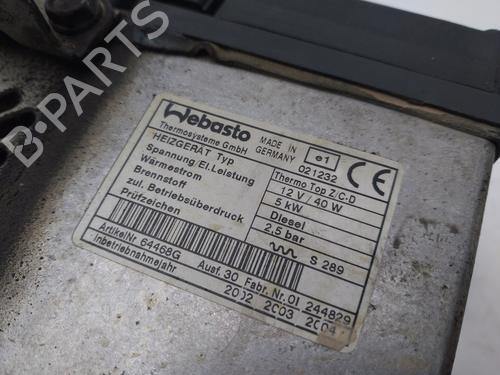 B-PARTS
Webasto
Thermosysteme GmbH
MADE IN
GERMANY
e1
021232
CE
HEIZGERÄT Typ
Thermo Top Z/C-D
Spannung/El.Leistung
12 V / 40 W
Wärmestrom
5 kW
Brennstoff
Diesel
zul. Betriebsüberdruck
2,5 bar
Prüfzeichen
S 289
ArtikelNr 64468G
Ausf. 30 Fabr. Nr. 01 244829
Inbetriebnahmejahr
2002 2003 2004